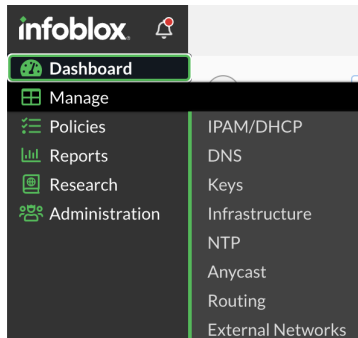 infoblox.
Dashboard
Manage
Policies
Reports
Research
Administration
IPAM/DHCP
DNS
Keys
Infrastructure
NTP
Anycast
Routing
External Networks